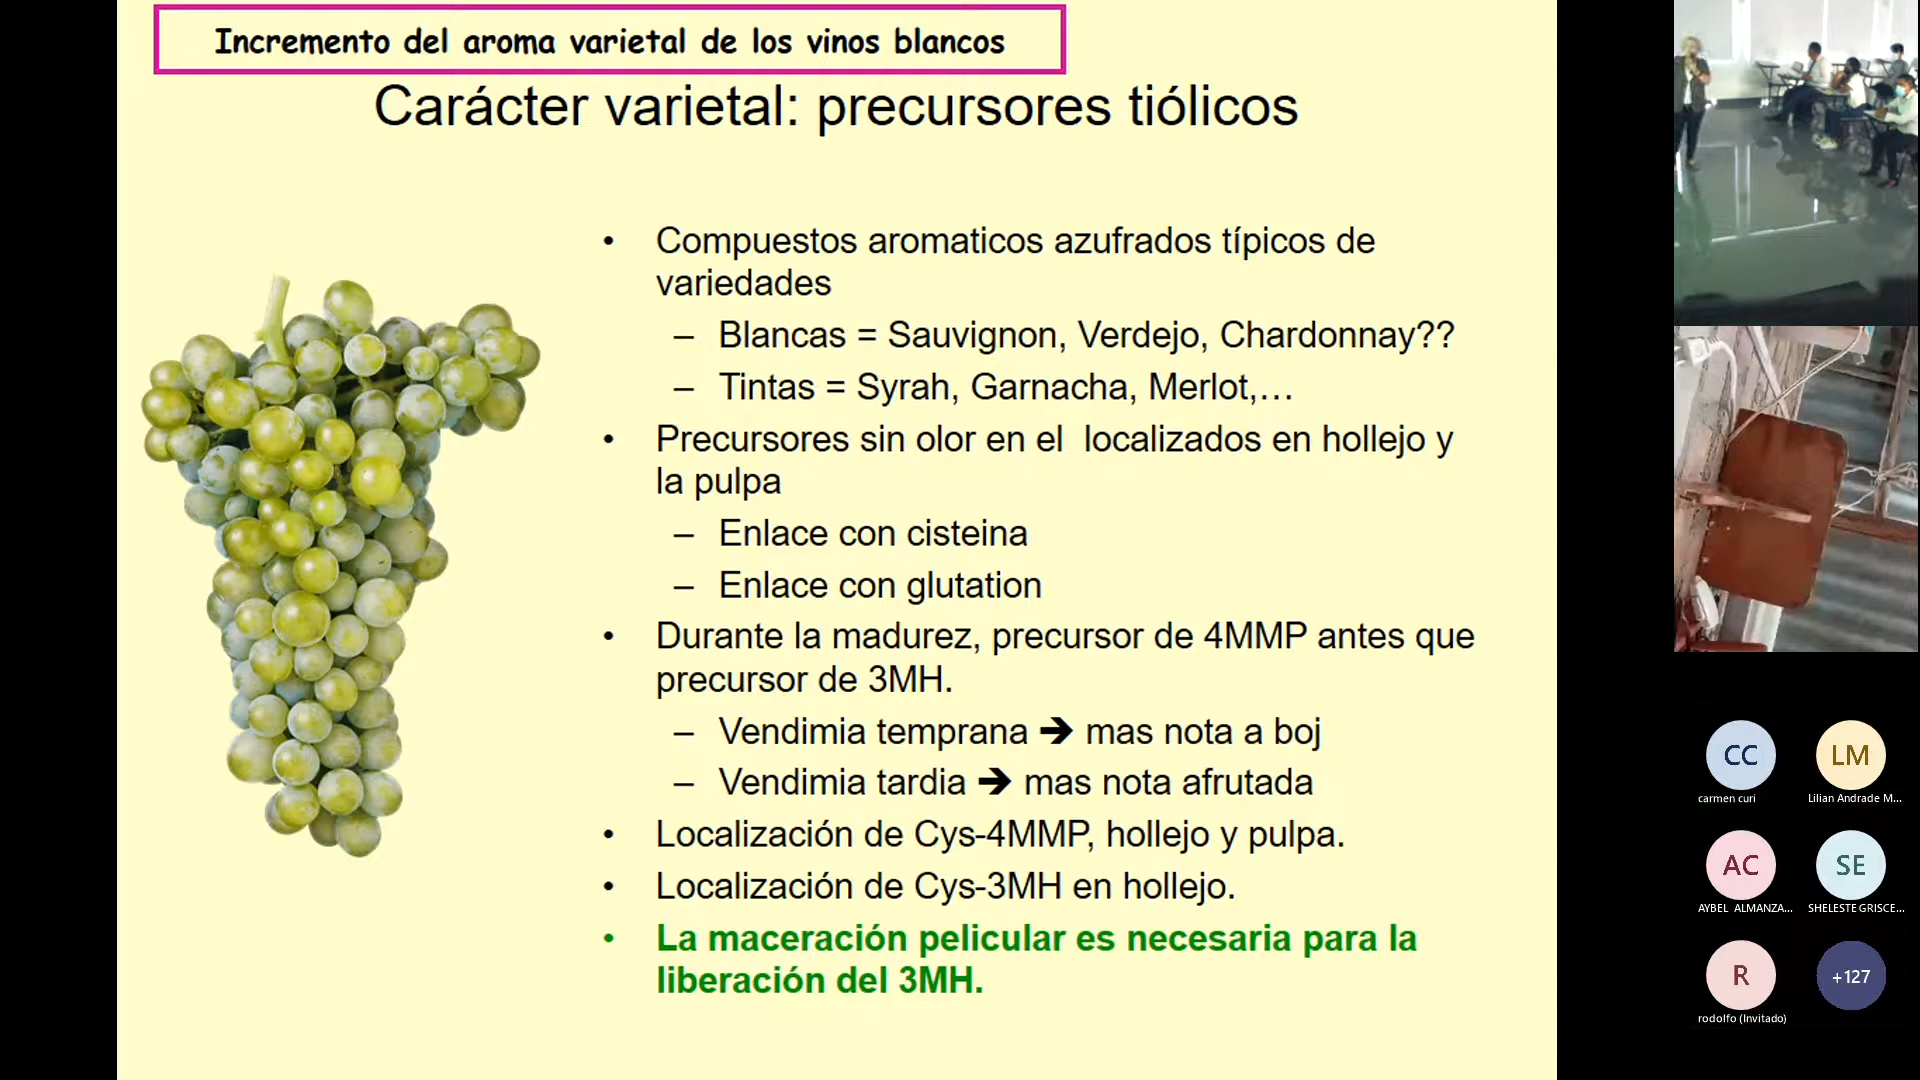 Incremento del aroma varietal de los vinos blancos
Carácter varietal: precursores tiólicos
• Compuestos aromaticos azufrados típicos de
variedades
– Blancas = Sauvignon, Verdejo, Chardonnay??
– Tintas = Syrah, Garnacha, Merlot,…
• Precursores sin olor en el  localizados en hollejo y
la pulpa
– Enlace con cisteina
– Enlace con glutation
• Durante la madurez, precursor de 4MMP antes que
precursor de 3MH.
– Vendimia temprana ➔ mas nota a boj
– Vendimia tardia ➔ mas nota afrutada
• Localización de Cys-4MMP, hollejo y pulpa.
• Localización de Cys-3MH en hollejo.
• La maceración pelicular es necesaria para la
liberación del 3MH.
CC
carmen curi
LM
Lilian Andrade M...
AC
AYBEL ALMANZA...
SE
SHELESTE GRISCE...
R
rodolfo (Invitado)
+127